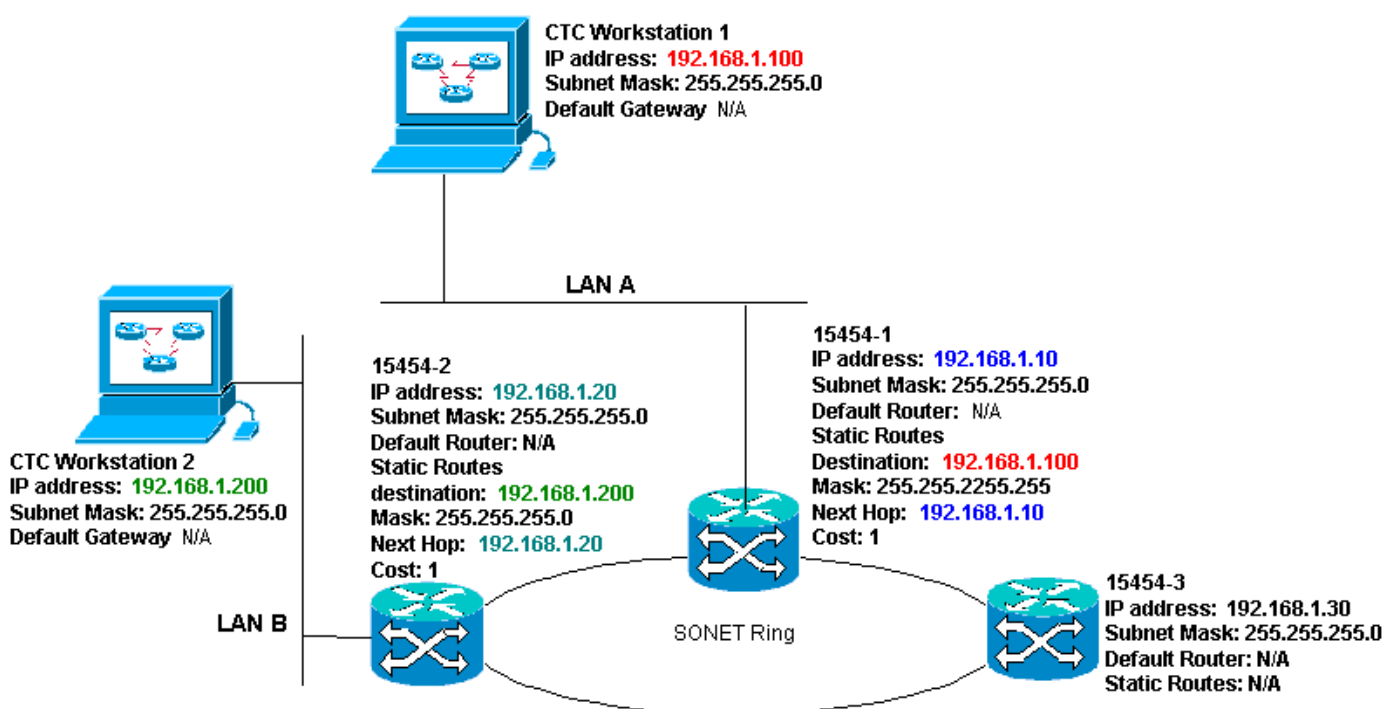 CTC Workstation 1
IP address: 192.168.1.100
Subnet Mask: 255.255.255.0
Default Gateway N/A
LAN A
15454-1
IP address: 192.168.1.10
Subnet Mask: 255.255.255.0
Default Router: N/A
Static Routes
Destination: 192.168.1.100
Mask: 255.255.2255.255
Next Hop: 192.168.1.10
Cost: 1
15454-2
IP address: 192.168.1.20
Subnet Mask: 255.255.255.0
Default Router: N/A
Static Routes
destination: 192.168.1.200
Mask: 255.255.255.0
Next Hop: 192.168.1.20
Cost: 1
CTC Workstation 2
IP address: 192.168.1.200
Subnet Mask: 255.255.255.0
Default Gateway N/A
LAN B
SONET Ring
15454-3
IP address: 192.168.1.30
Subnet Mask: 255.255.255.0
Default Router: N/A
Static Routes: N/A